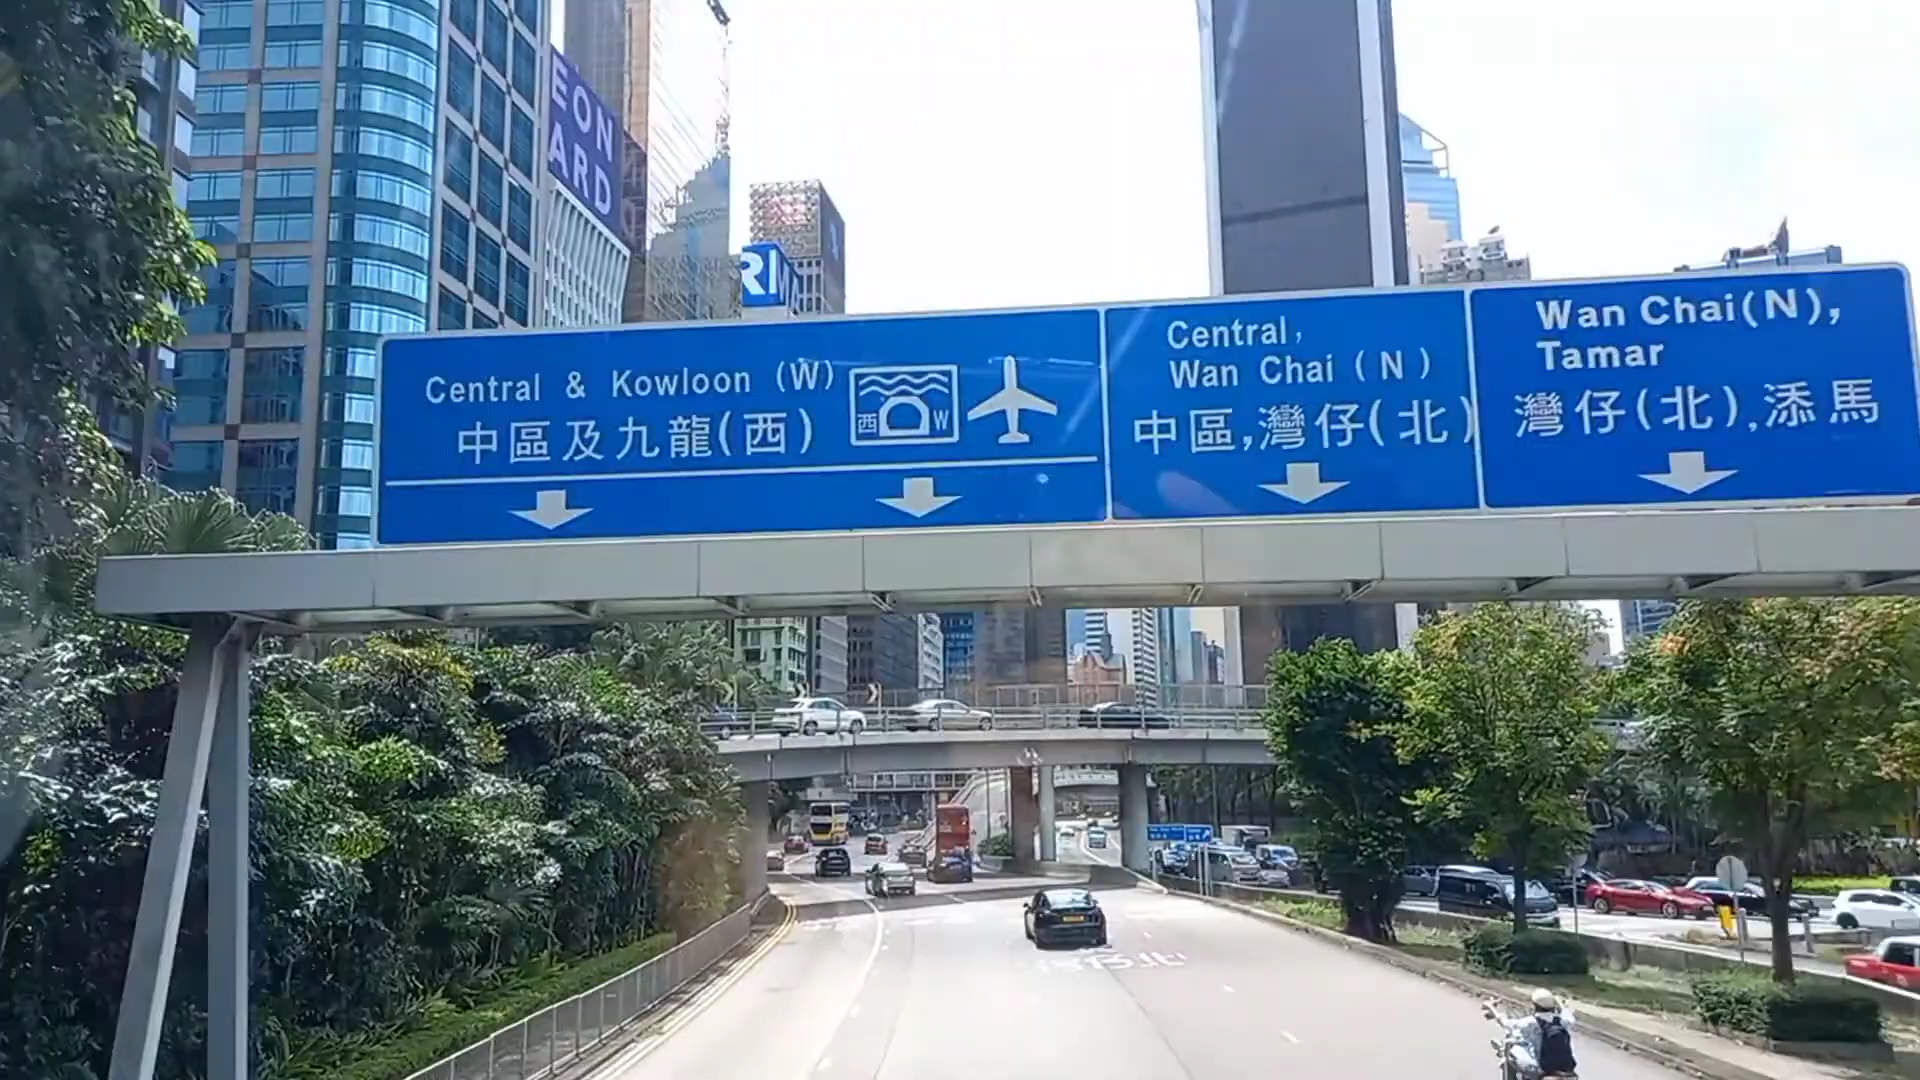 EON
ARD
RI
Central & Kowloon (W)
中區及九龍(西)
西 W
Central,
Wan Chai (N)
中區,灣仔(北)
Wan Chai(N),
Tamar
灣仔(北),添馬